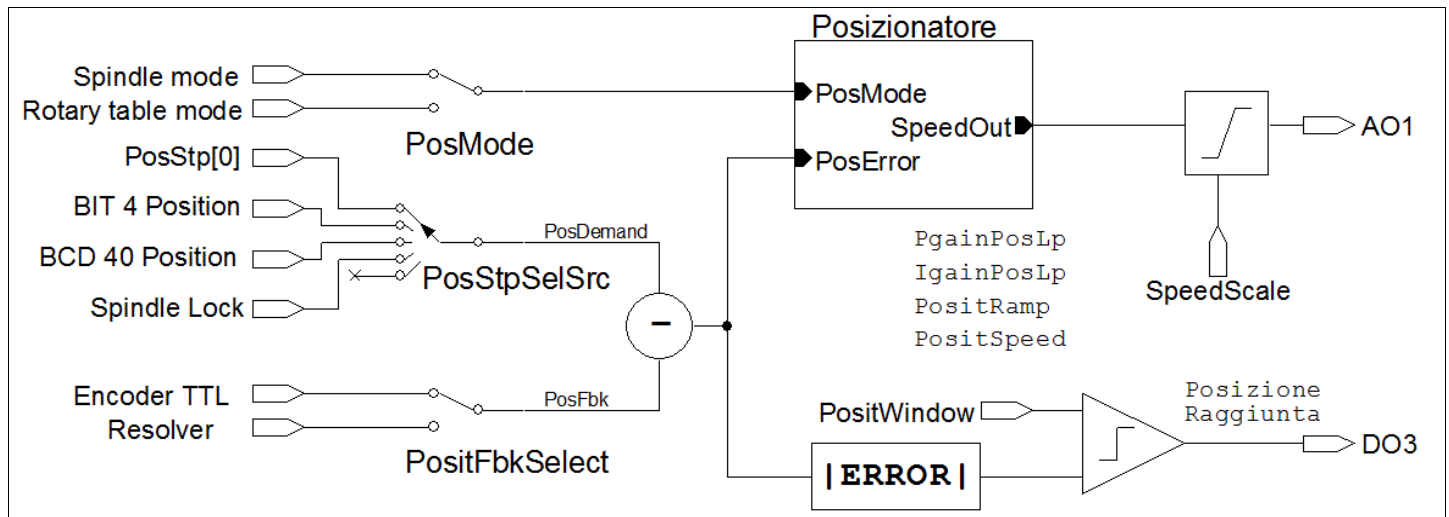 Posizionatore
Spindle mode
Rotary table mode
PosMode
PosMode
SpeedOut
PosError
AO1
PosStp[0]
BIT 4 Position
BCD 40 Position
Spindle Lock
PosDemand
PosStpSelSrc
PgainPosLp
IgainPosLp
PositRamp
PositSpeed
SpeedScale
−
Encoder TTL
Resolver
PosFbk
PositFbkSelect
PositWindow
|ERROR|
Posizione
Raggiunta
DO3